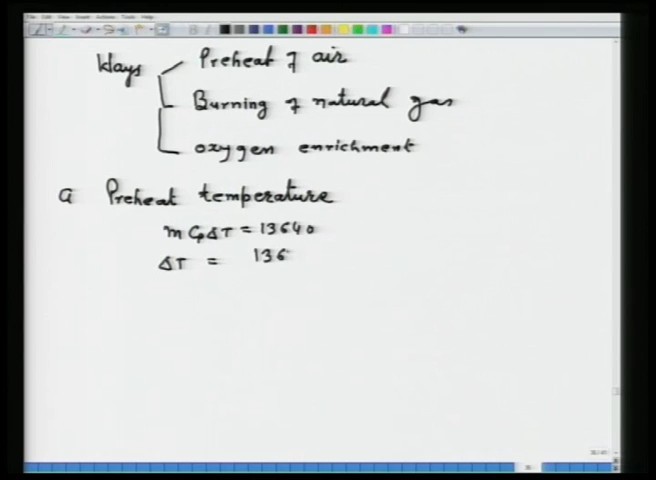 Ways
Preheat of air
Burning of natural gas
oxygen enrichment
a Preheat temperature
m Cp ΔT = 13640
ΔT = 136